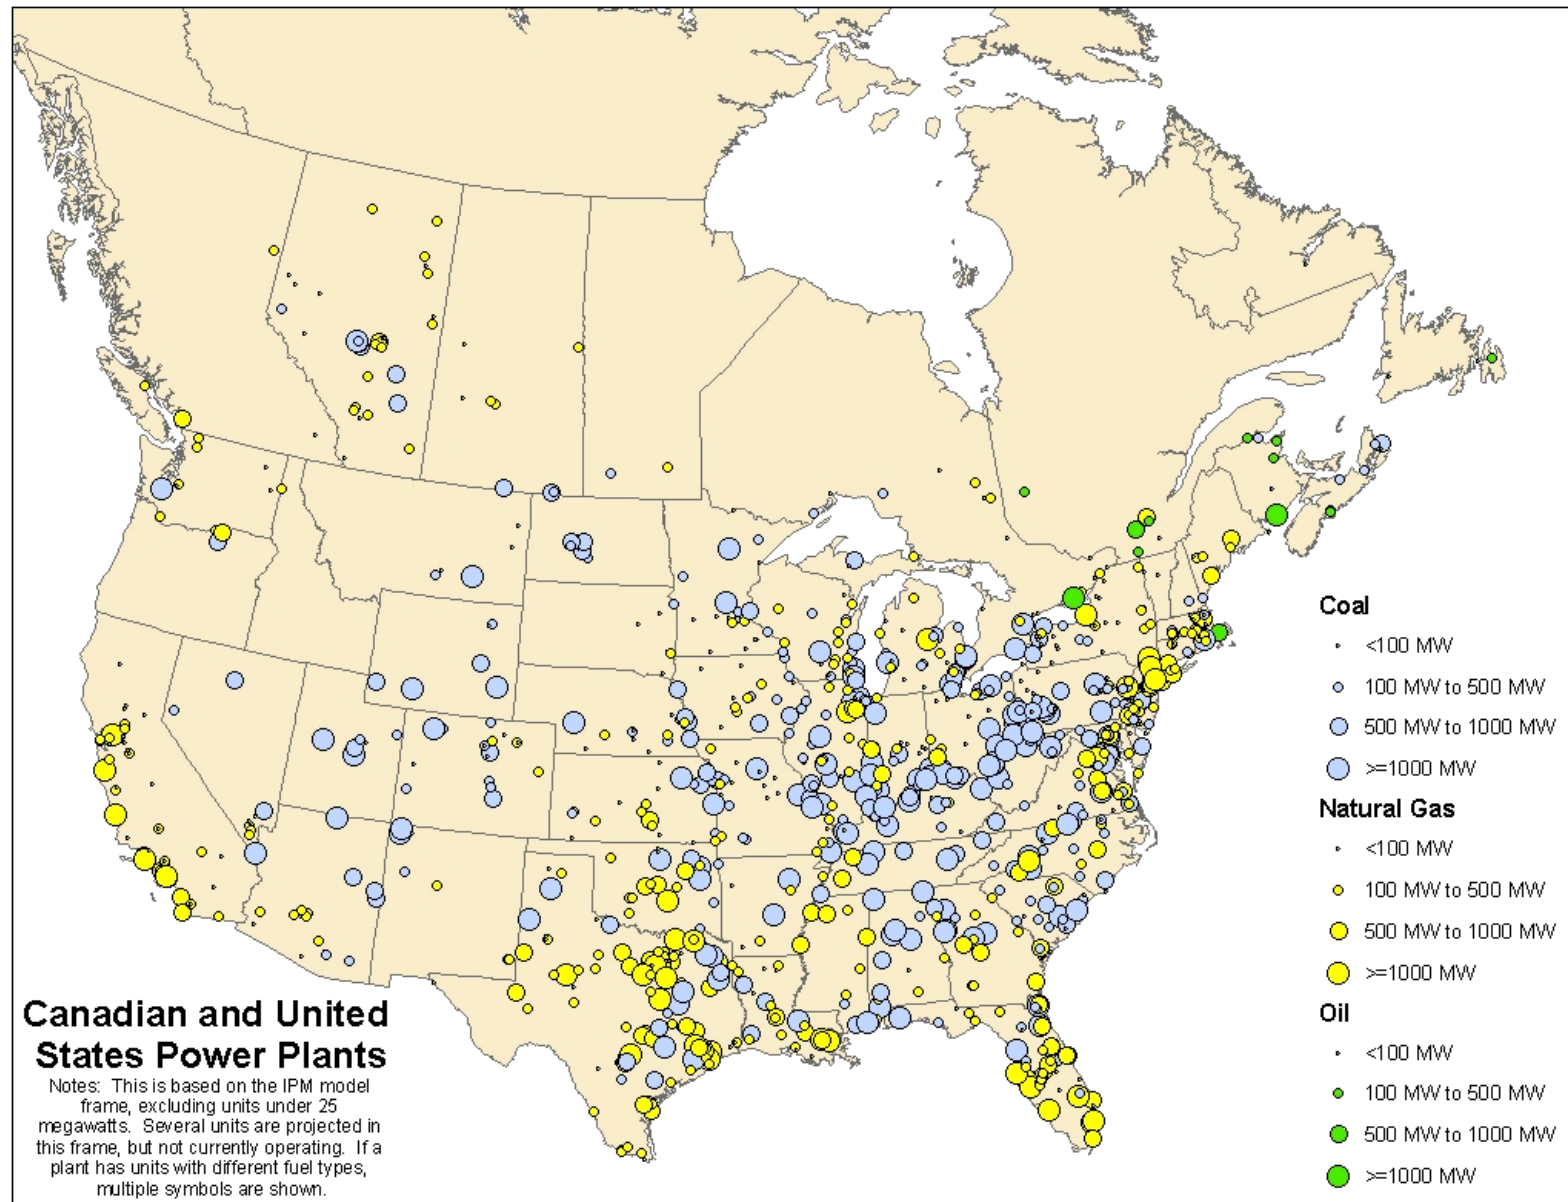 Canadian and United
States Power Plants
Notes:  This is based on the IPM model
frame, excluding units under 25
megawatts.  Several units are projected in
this frame, but not currently operating.  If a
plant has units with different fuel types,
multiple symbols are shown.
Coal
<100 MW
100 MW to 500 MW
500 MW to 1000 MW
>=1000 MW
Natural Gas
<100 MW
100 MW to 500 MW
500 MW to 1000 MW
>=1000 MW
Oil
<100 MW
100 MW to 500 MW
500 MW to 1000 MW
>=1000 MW